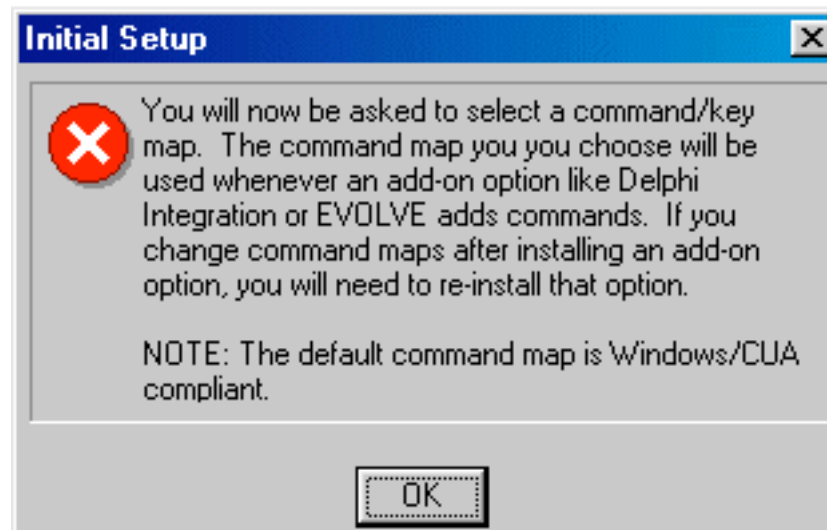 Initial Setup
You will now be asked to select a command/key
map.  The command map you you choose will be
used whenever an add-on option like Delphi
Integration or EVOLVE adds commands.  If you
change command maps after installing an add-on
option, you will need to re-install that option.
NOTE: The default command map is Windows/CUA
compliant.
OK